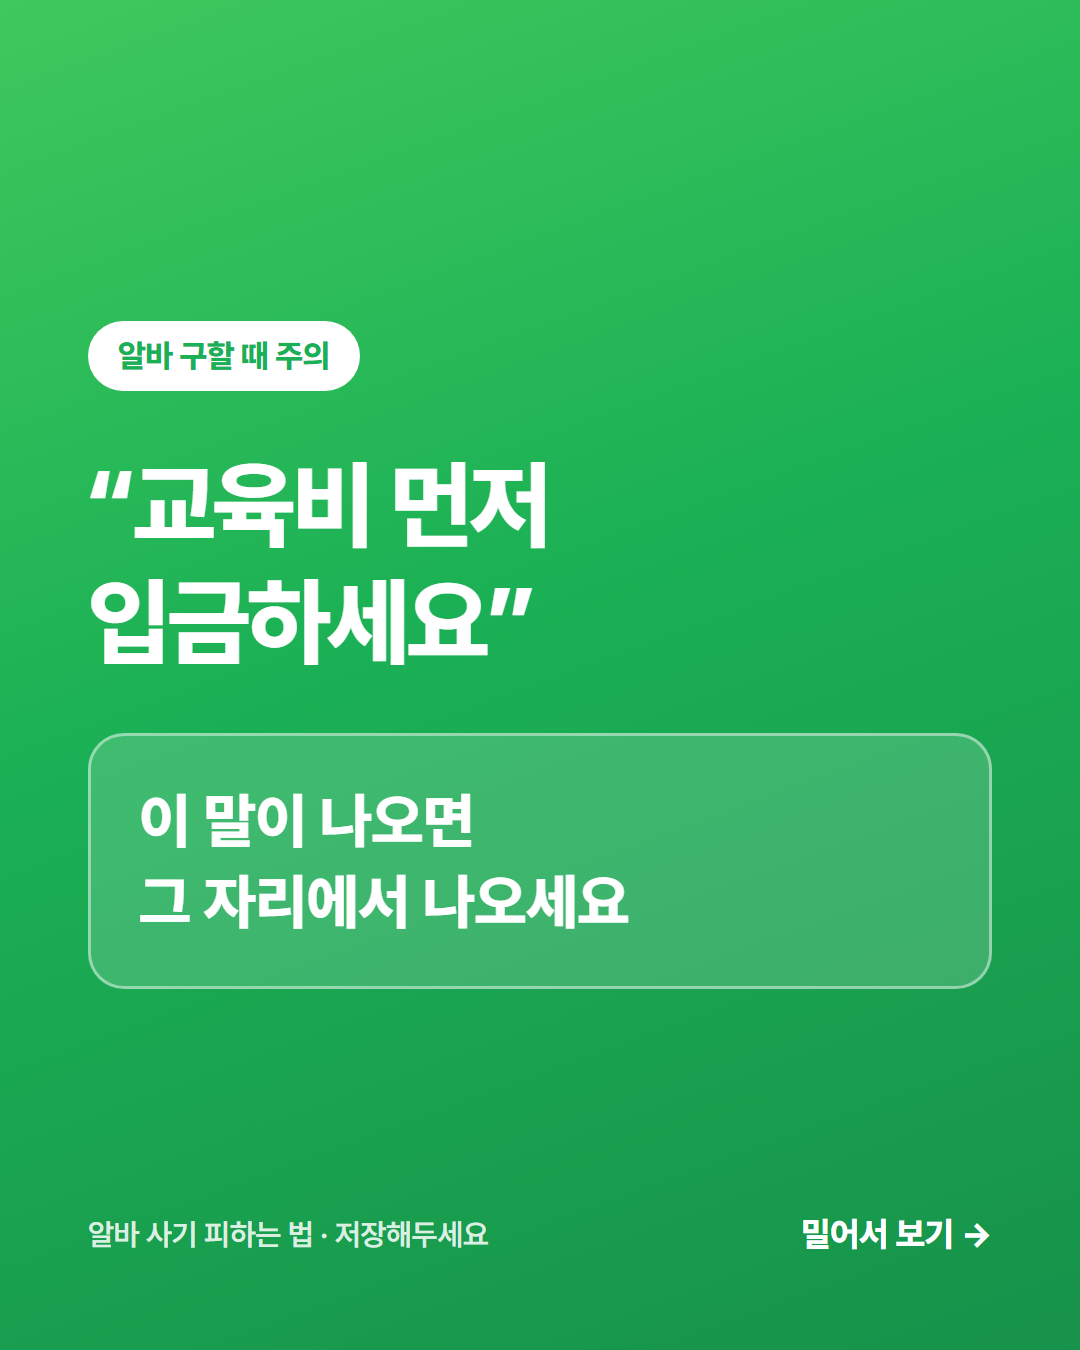 알바 구할 때 주의
“교육비 먼저
입금하세요”
이 말이 나오면
그 자리에서 나오세요
알바 사기 피하는 법 · 저장해두세요
밀어서 보기 →